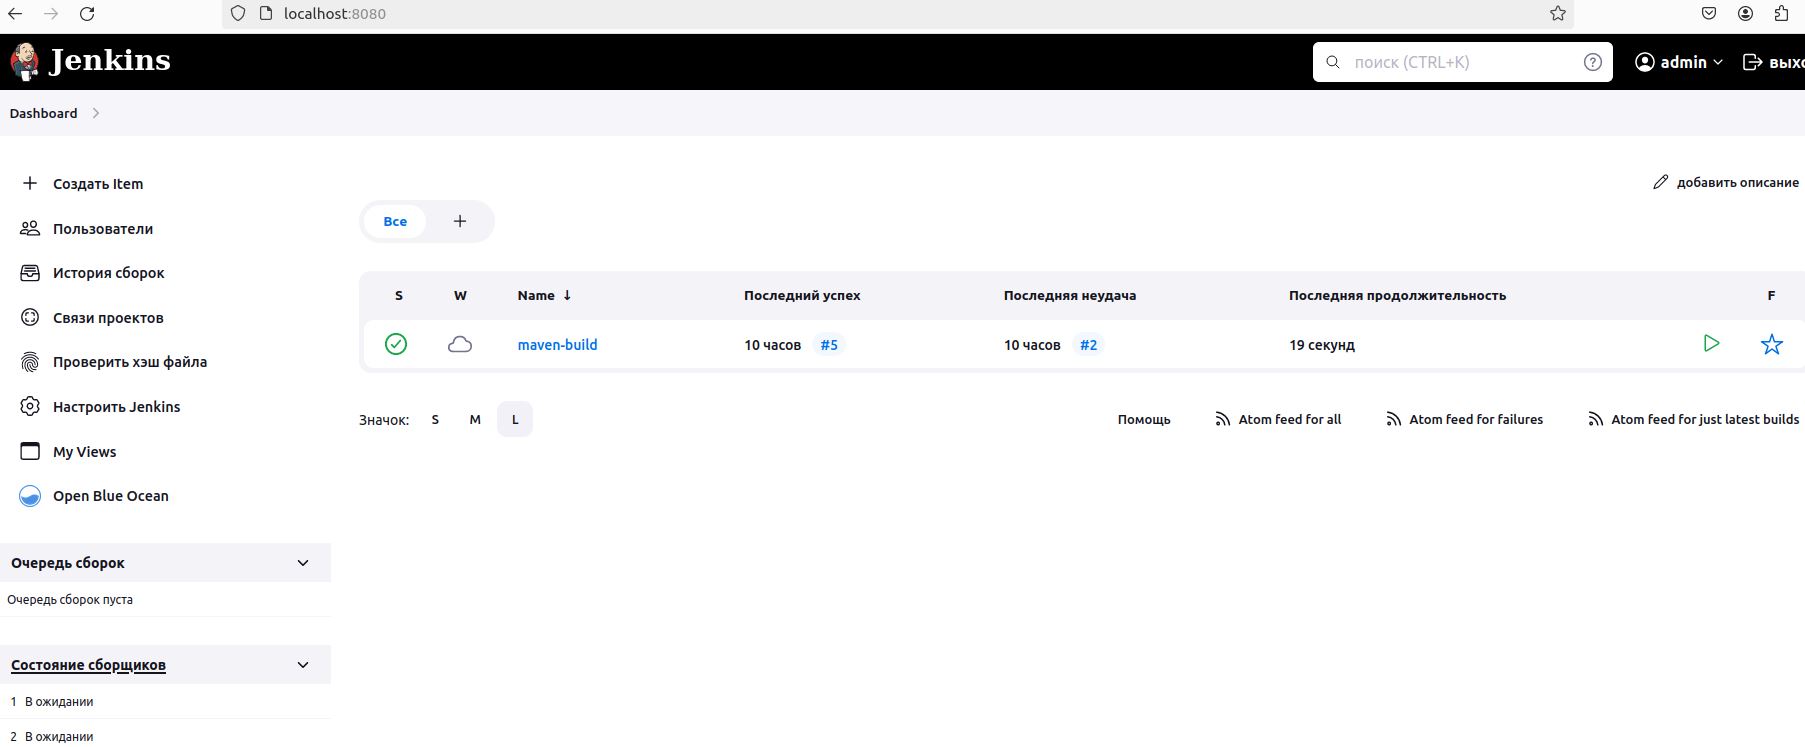 localhost:8080
Jenkins
поиск (CTRL+K)
?
admin
выхо
Dashboard
Создать Item
Пользователи
История сборок
Связи проектов
Проверить хэш файла
Настроить Jenkins
My Views
Open Blue Ocean
Очередь сборок
Очередь сборок пуста
Состояние сборщиков
1 В ожидании
2 В ожидании
добавить описание
Все +
S W Name ↓ Последний успех Последняя неудача Последняя продолжительность F
maven-build 10 часов #5 10 часов #2 19 секунд
Значок: S M L
Помощь Atom feed for all Atom feed for failures Atom feed for just latest builds